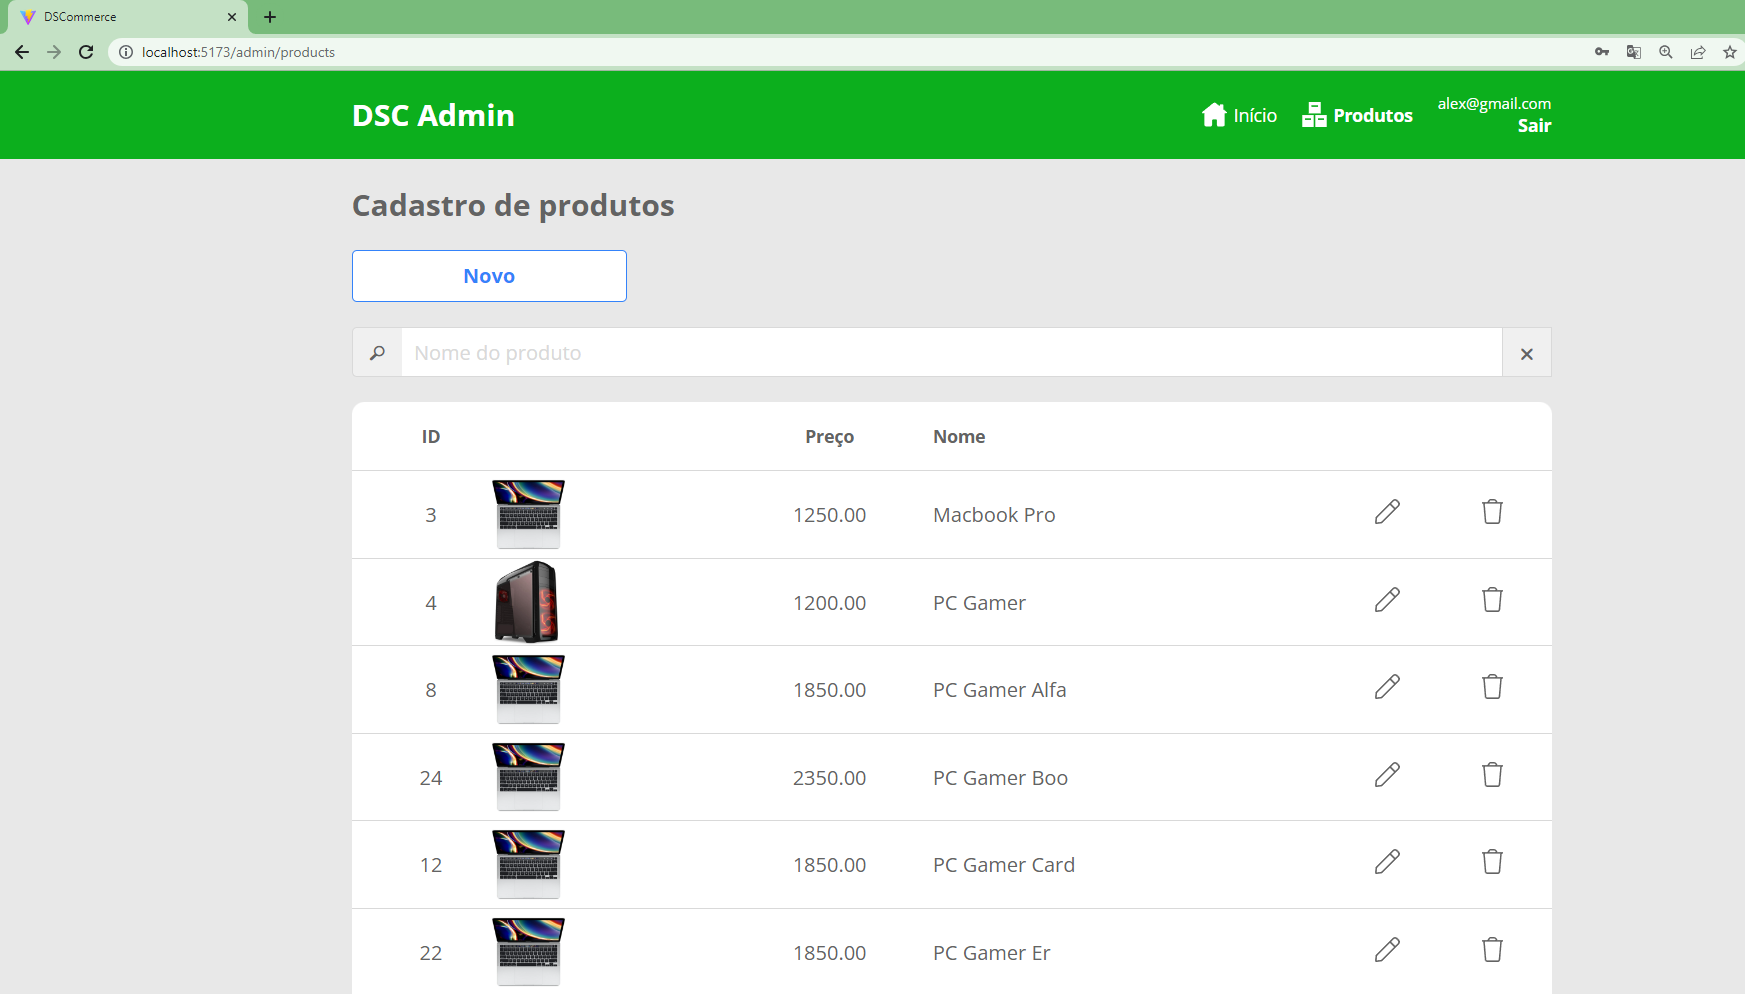 DSCommerce
localhost:5173/admin/products
DSC Admin
Início
Produtos
alex@gmail.com
Sair
Cadastro de produtos
Novo
Nome do produto
ID Preço Nome
3 1250.00 Macbook Pro
4 1200.00 PC Gamer
8 1850.00 PC Gamer Alfa
24 2350.00 PC Gamer Boo
12 1850.00 PC Gamer Card
22 1850.00 PC Gamer Er